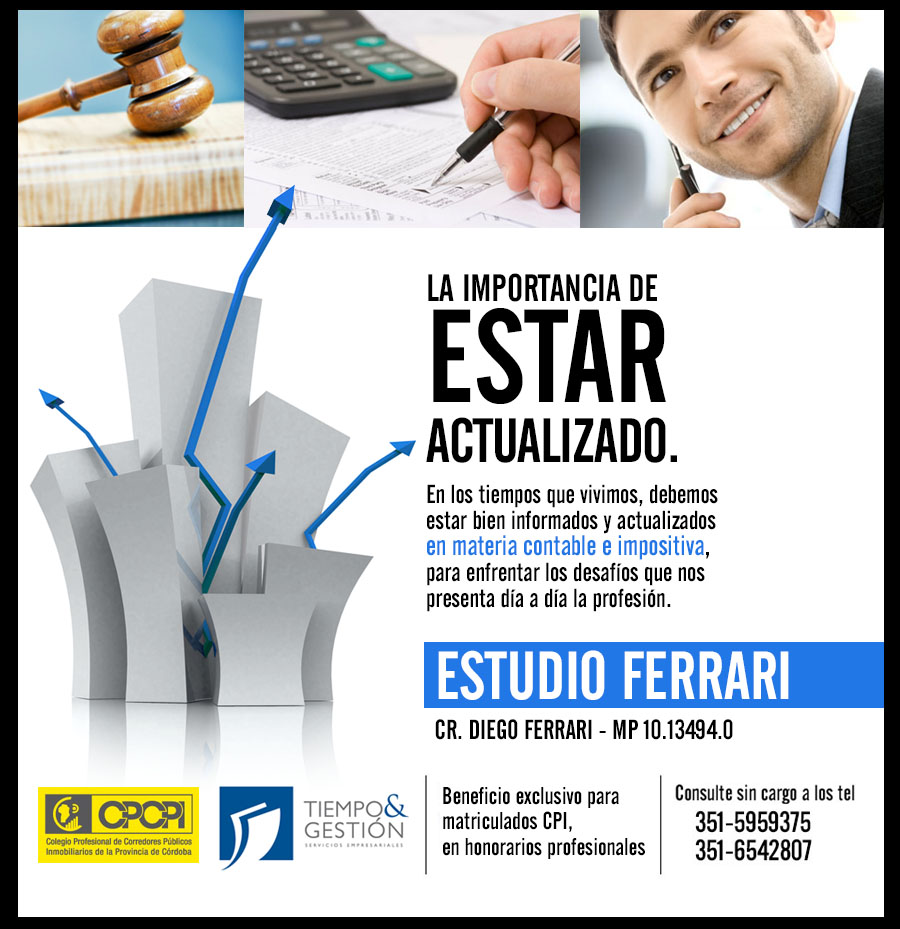 LA IMPORTANCIA DE
ESTAR
ACTUALIZADO.
En los tiempos que vivimos, debemos
estar bien informados y actualizados
en materia contable e impositiva,
para enfrentar los desafíos que nos
presenta día a día la profesión.
ESTUDIO FERRARI
CR. DIEGO FERRARI - MP 10.13494.0
CPCPI
Colegio Profesional de Corredores Públicos
Inmobiliarios de la Provincia de Córdoba
TIEMPO&
GESTIÓN
SERVICIOS EMPRESARIALES
Beneficio exclusivo para
matriculados CPI,
en honorarios profesionales
Consulte sin cargo a los tel
351-5959375
351-6542807